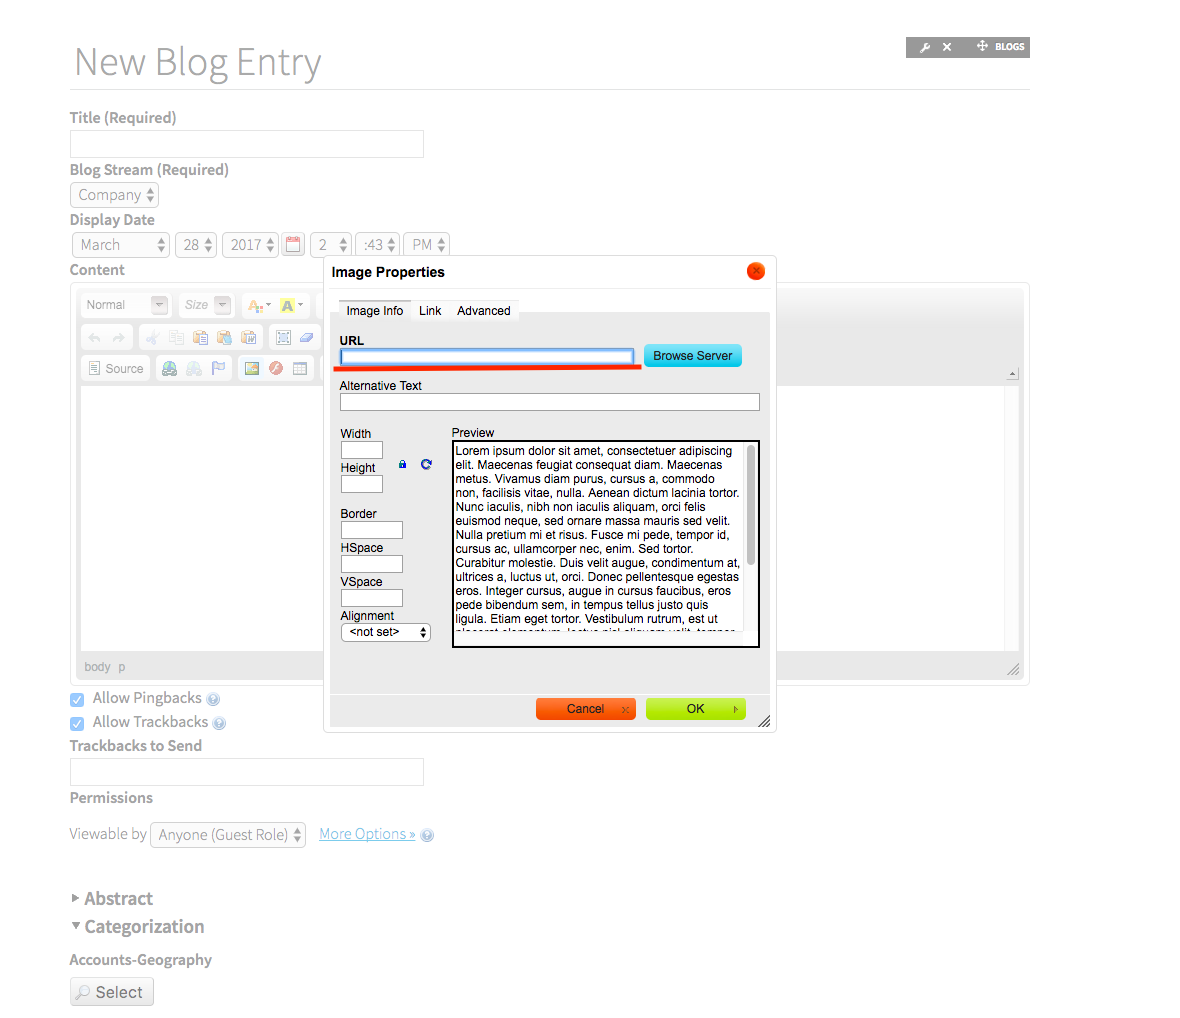 New Blog Entry
BLOGS
Title (Required)
Blog Stream (Required)
Company
Display Date
March 28 2017 2 :43 PM
Content
Normal Size A A
Source
body p
Image Properties
Image Info Link Advanced
URL
Browse Server
Alternative Text
Width
Height
Border
HSpace
VSpace
Alignment
<not set>
Preview
Lorem ipsum dolor sit amet, consectetuer adipiscing
elit. Maecenas feugiat consequat diam. Maecenas
metus. Vivamus diam purus, cursus a, commodo
non, facilisis vitae, nulla. Aenean dictum lacinia tortor.
Nunc iaculis, nibh non iaculis aliquam, orci felis
euismod neque, sed ornare massa mauris sed velit.
Nulla pretium mi et risus. Fusce mi pede, tempor id,
cursus ac, ullamcorper nec, enim. Sed tortor.
Curabitur molestie. Duis velit augue, condimentum at,
ultrices a, luctus ut, orci. Donec pellentesque egestas
eros. Integer cursus, augue in cursus faucibus, eros
pede bibendum sem, in tempus tellus justo quis
ligula. Etiam eget tortor. Vestibulum rutrum, est ut
Cancel
OK
Allow Pingbacks
Allow Trackbacks
Trackbacks to Send
Permissions
Viewable by Anyone (Guest Role) More Options »
Abstract
Categorization
Accounts-Geography
Select